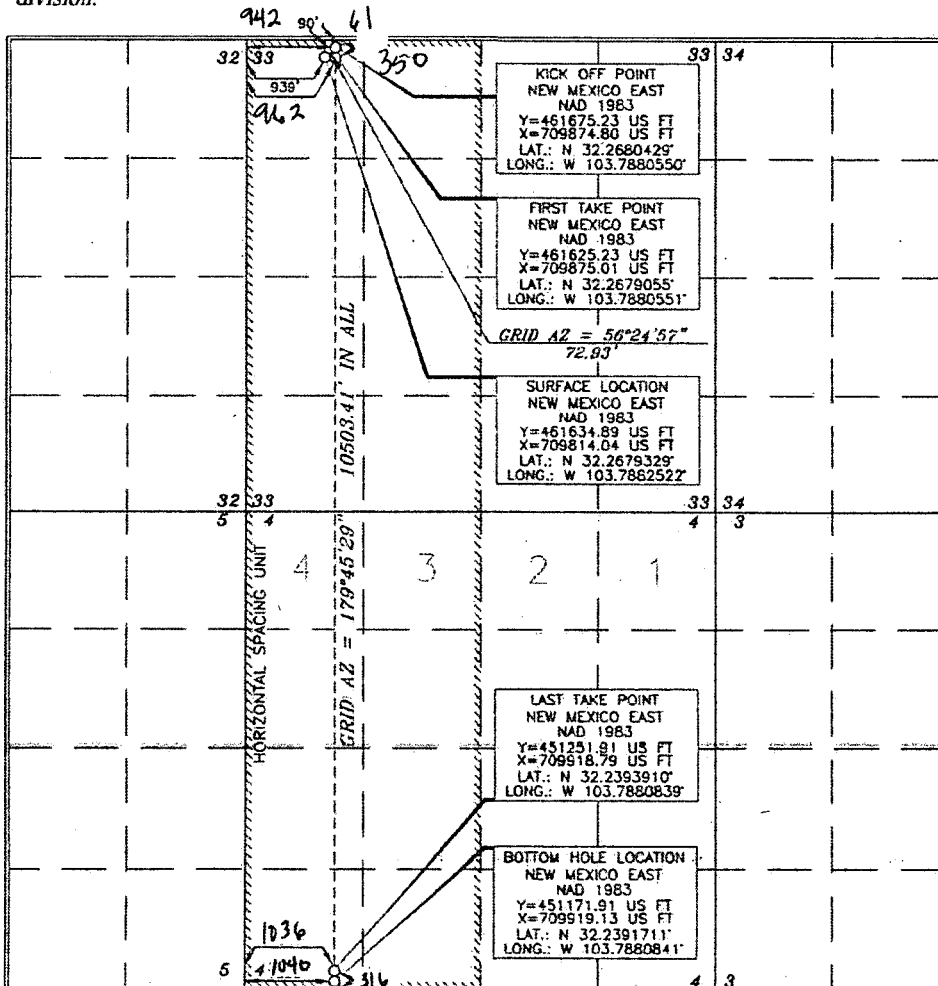 division.
942 90' 61
32 33
350
33 34
939'
962
KICK OFF POINT
NEW MEXICO EAST
NAD 1983
Y=461675.23 US FT
X=709874.80 US FT
LAT.: N 32.2680429°
LONG.: W 103.7880550°
FIRST TAKE POINT
NEW MEXICO EAST
NAD 1983
Y=461625.23 US FT
X=709875.01 US FT
LAT.: N 32.2679055°
LONG.: W 103.7880551°
GRID AZ = 56°24'57"
72.93'
SURFACE LOCATION
NEW MEXICO EAST
NAD 1983
Y=461634.89 US FT
X=709814.04 US FT
LAT.: N 32.2679329°
LONG.: W 103.7882522°
GRID AZ = 179°45'29" 10503.41' IN ALL
32 33
5 4
33 34
4 3
HORIZONTAL SPACING UNIT
4 3 2 1
LAST TAKE POINT
NEW MEXICO EAST
NAD 1983
Y=451251.91 US FT
X=709918.79 US FT
LAT.: N 32.2393910°
LONG.: W 103.7880839°
BOTTOM HOLE LOCATION
NEW MEXICO EAST
NAD 1983
Y=451171.91 US FT
X=709919.13 US FT
LAT.: N 32.2391711°
LONG.: W 103.7880841°
1036
5 4 1040
316
4 3